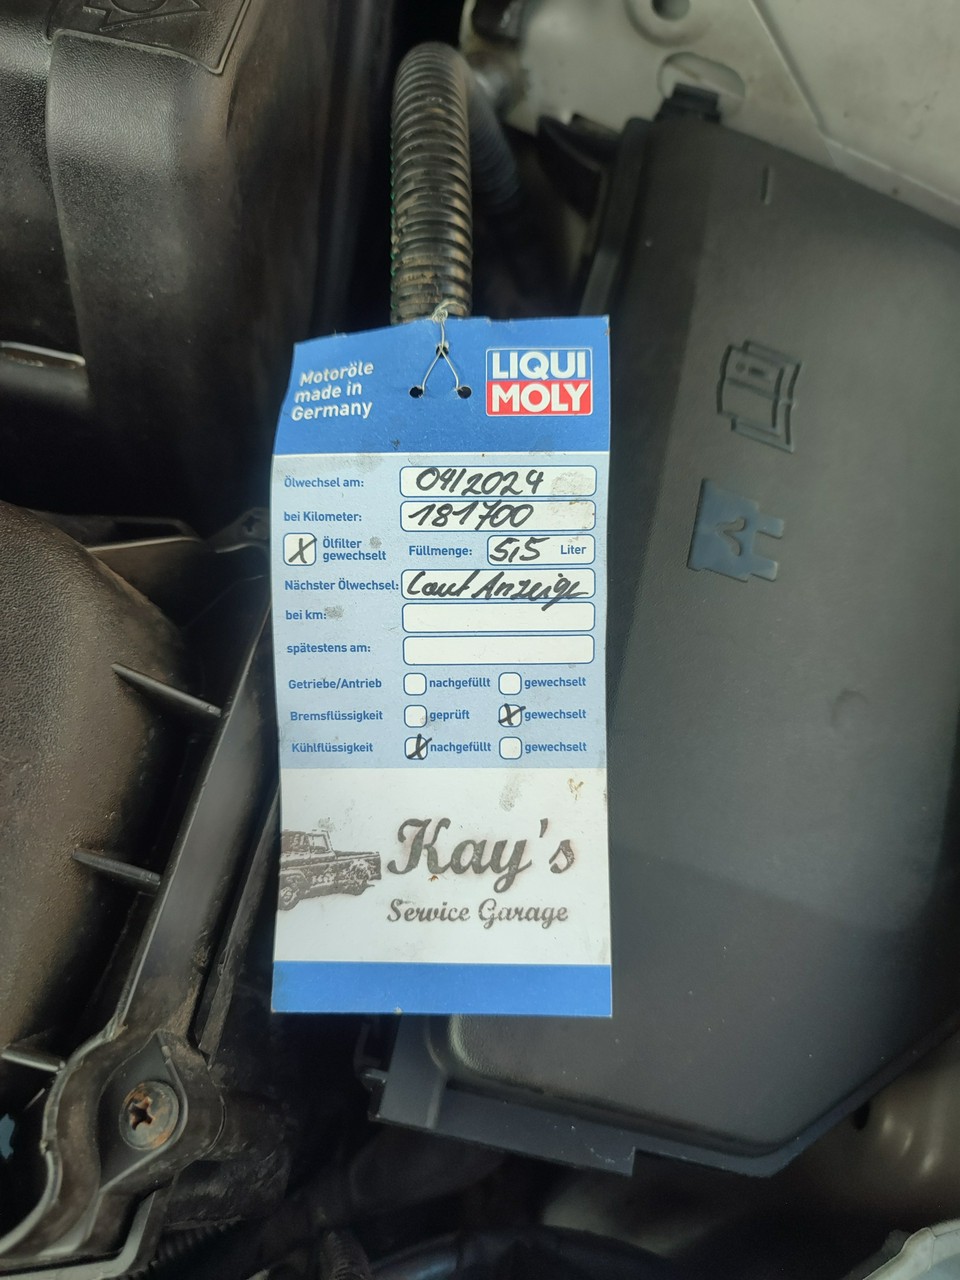 Motoröle
made in
Germany
LIQUI
MOLY
Ölwechsel am: 04/2024
bei Kilometer: 181700
X Ölfilter gewechselt Füllmenge: 5,5 Liter
Nächster Ölwechsel: Laut Anzeige
bei km:
spätestens am:
Getriebe/Antrieb nachgefüllt gewechselt
Bremsflüssigkeit geprüft X gewechselt
Kühlflüssigkeit X nachgefüllt gewechselt
Kay's
Service Garage